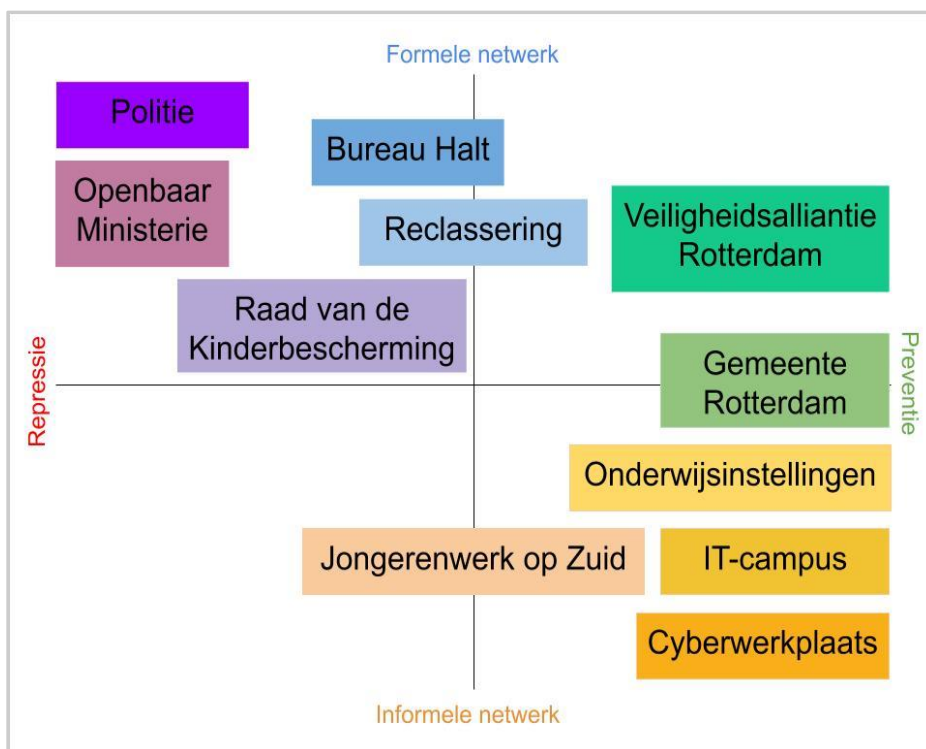 Formele netwerk
Politie
Bureau Halt
Openbaar
Ministerie
Reclassering
Veiligheidsalliantie
Rotterdam
Raad van de
Kinderbescherming
Repressie
Preventie
Gemeente
Rotterdam
Onderwijsinstellingen
Jongerenwerk op Zuid
IT-campus
Cyberwerkplaats
Informele netwerk